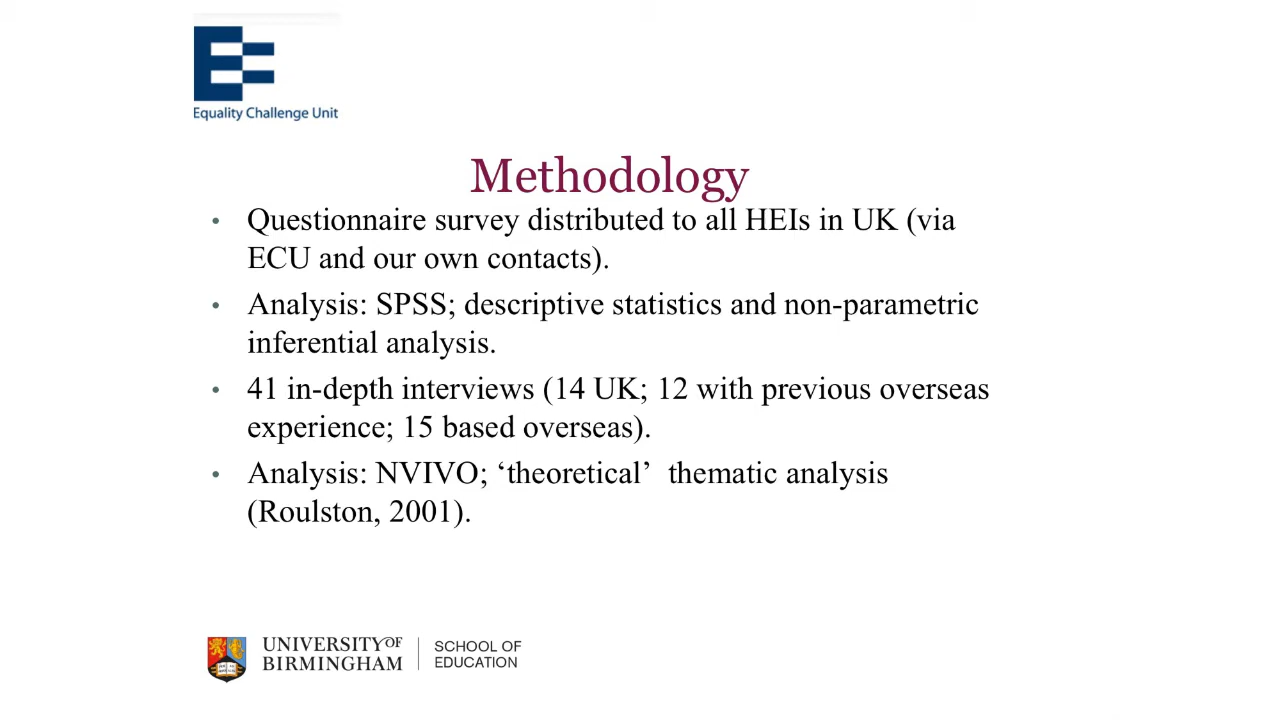 Equality Challenge Unit
Methodology
• Questionnaire survey distributed to all HEIs in UK (via
ECU and our own contacts).
• Analysis: SPSS; descriptive statistics and non-parametric
inferential analysis.
• 41 in-depth interviews (14 UK; 12 with previous overseas
experience; 15 based overseas).
• Analysis: NVIVO; ‘theoretical’ thematic analysis
(Roulston, 2001).
UNIVERSITY OF
BIRMINGHAM
SCHOOL OF
EDUCATION